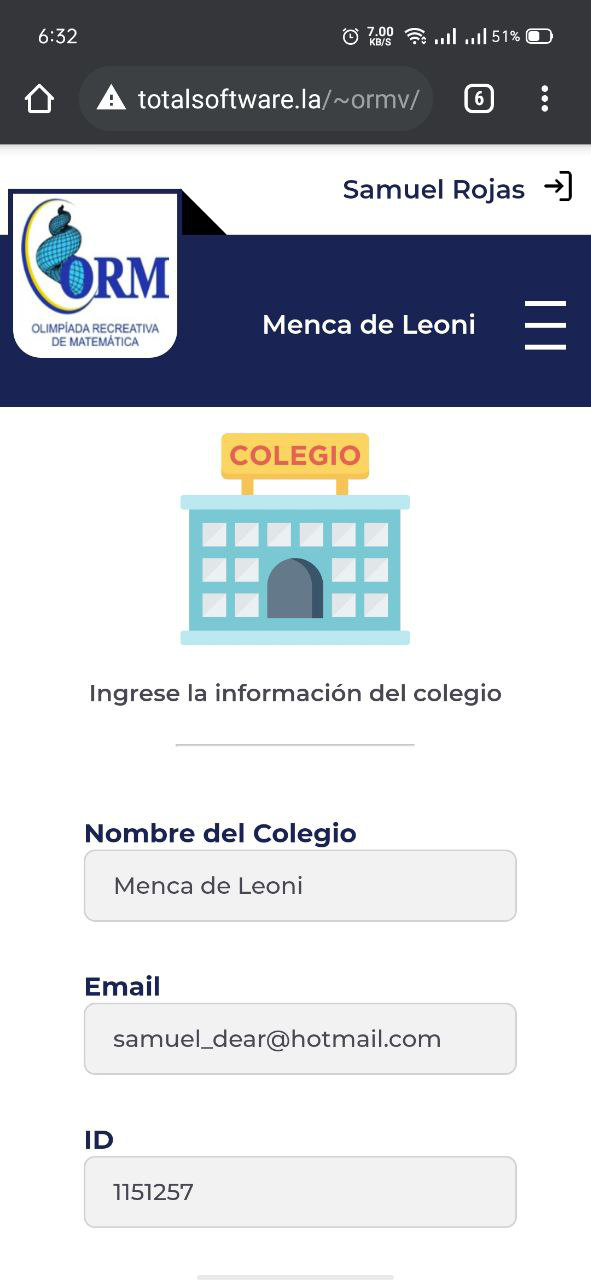 6:32
7.00
KB/S
51%
totalsoftware.la/~ormv/
6
Samuel Rojas
ORM
OLIMPÍADA RECREATIVA
DE MATEMÁTICA
Menca de Leoni
COLEGIO
Ingrese la información del colegio
Nombre del Colegio
Menca de Leoni
Email
samuel_dear@hotmail.com
ID
1151257